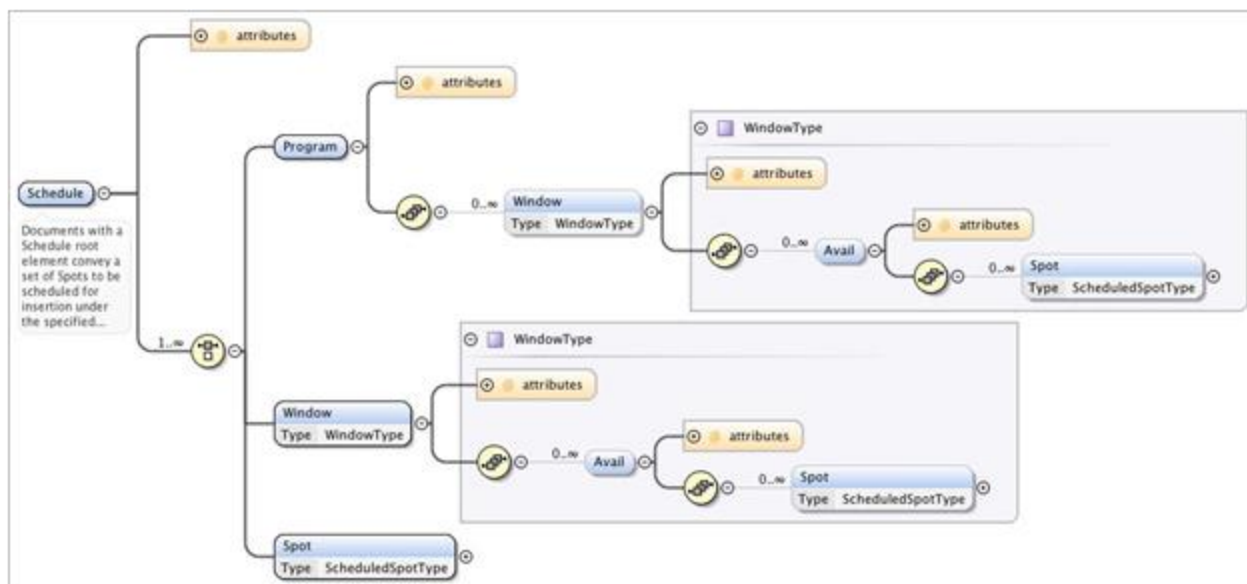 attributes
attributes
WindowType
Program
attributes
Schedule
0..∞
Window
Type WindowType
attributes
0..∞
Avail
0..∞
Spot
Type ScheduledSpotType
Documents with a
Schedule root
element convey a
set of Spots to be
scheduled for
insertion under
the specified...
1..∞
WindowType
attributes
Window
Type WindowType
attributes
0..∞
Avail
0..∞
Spot
Type ScheduledSpotType
Spot
Type ScheduledSpotType